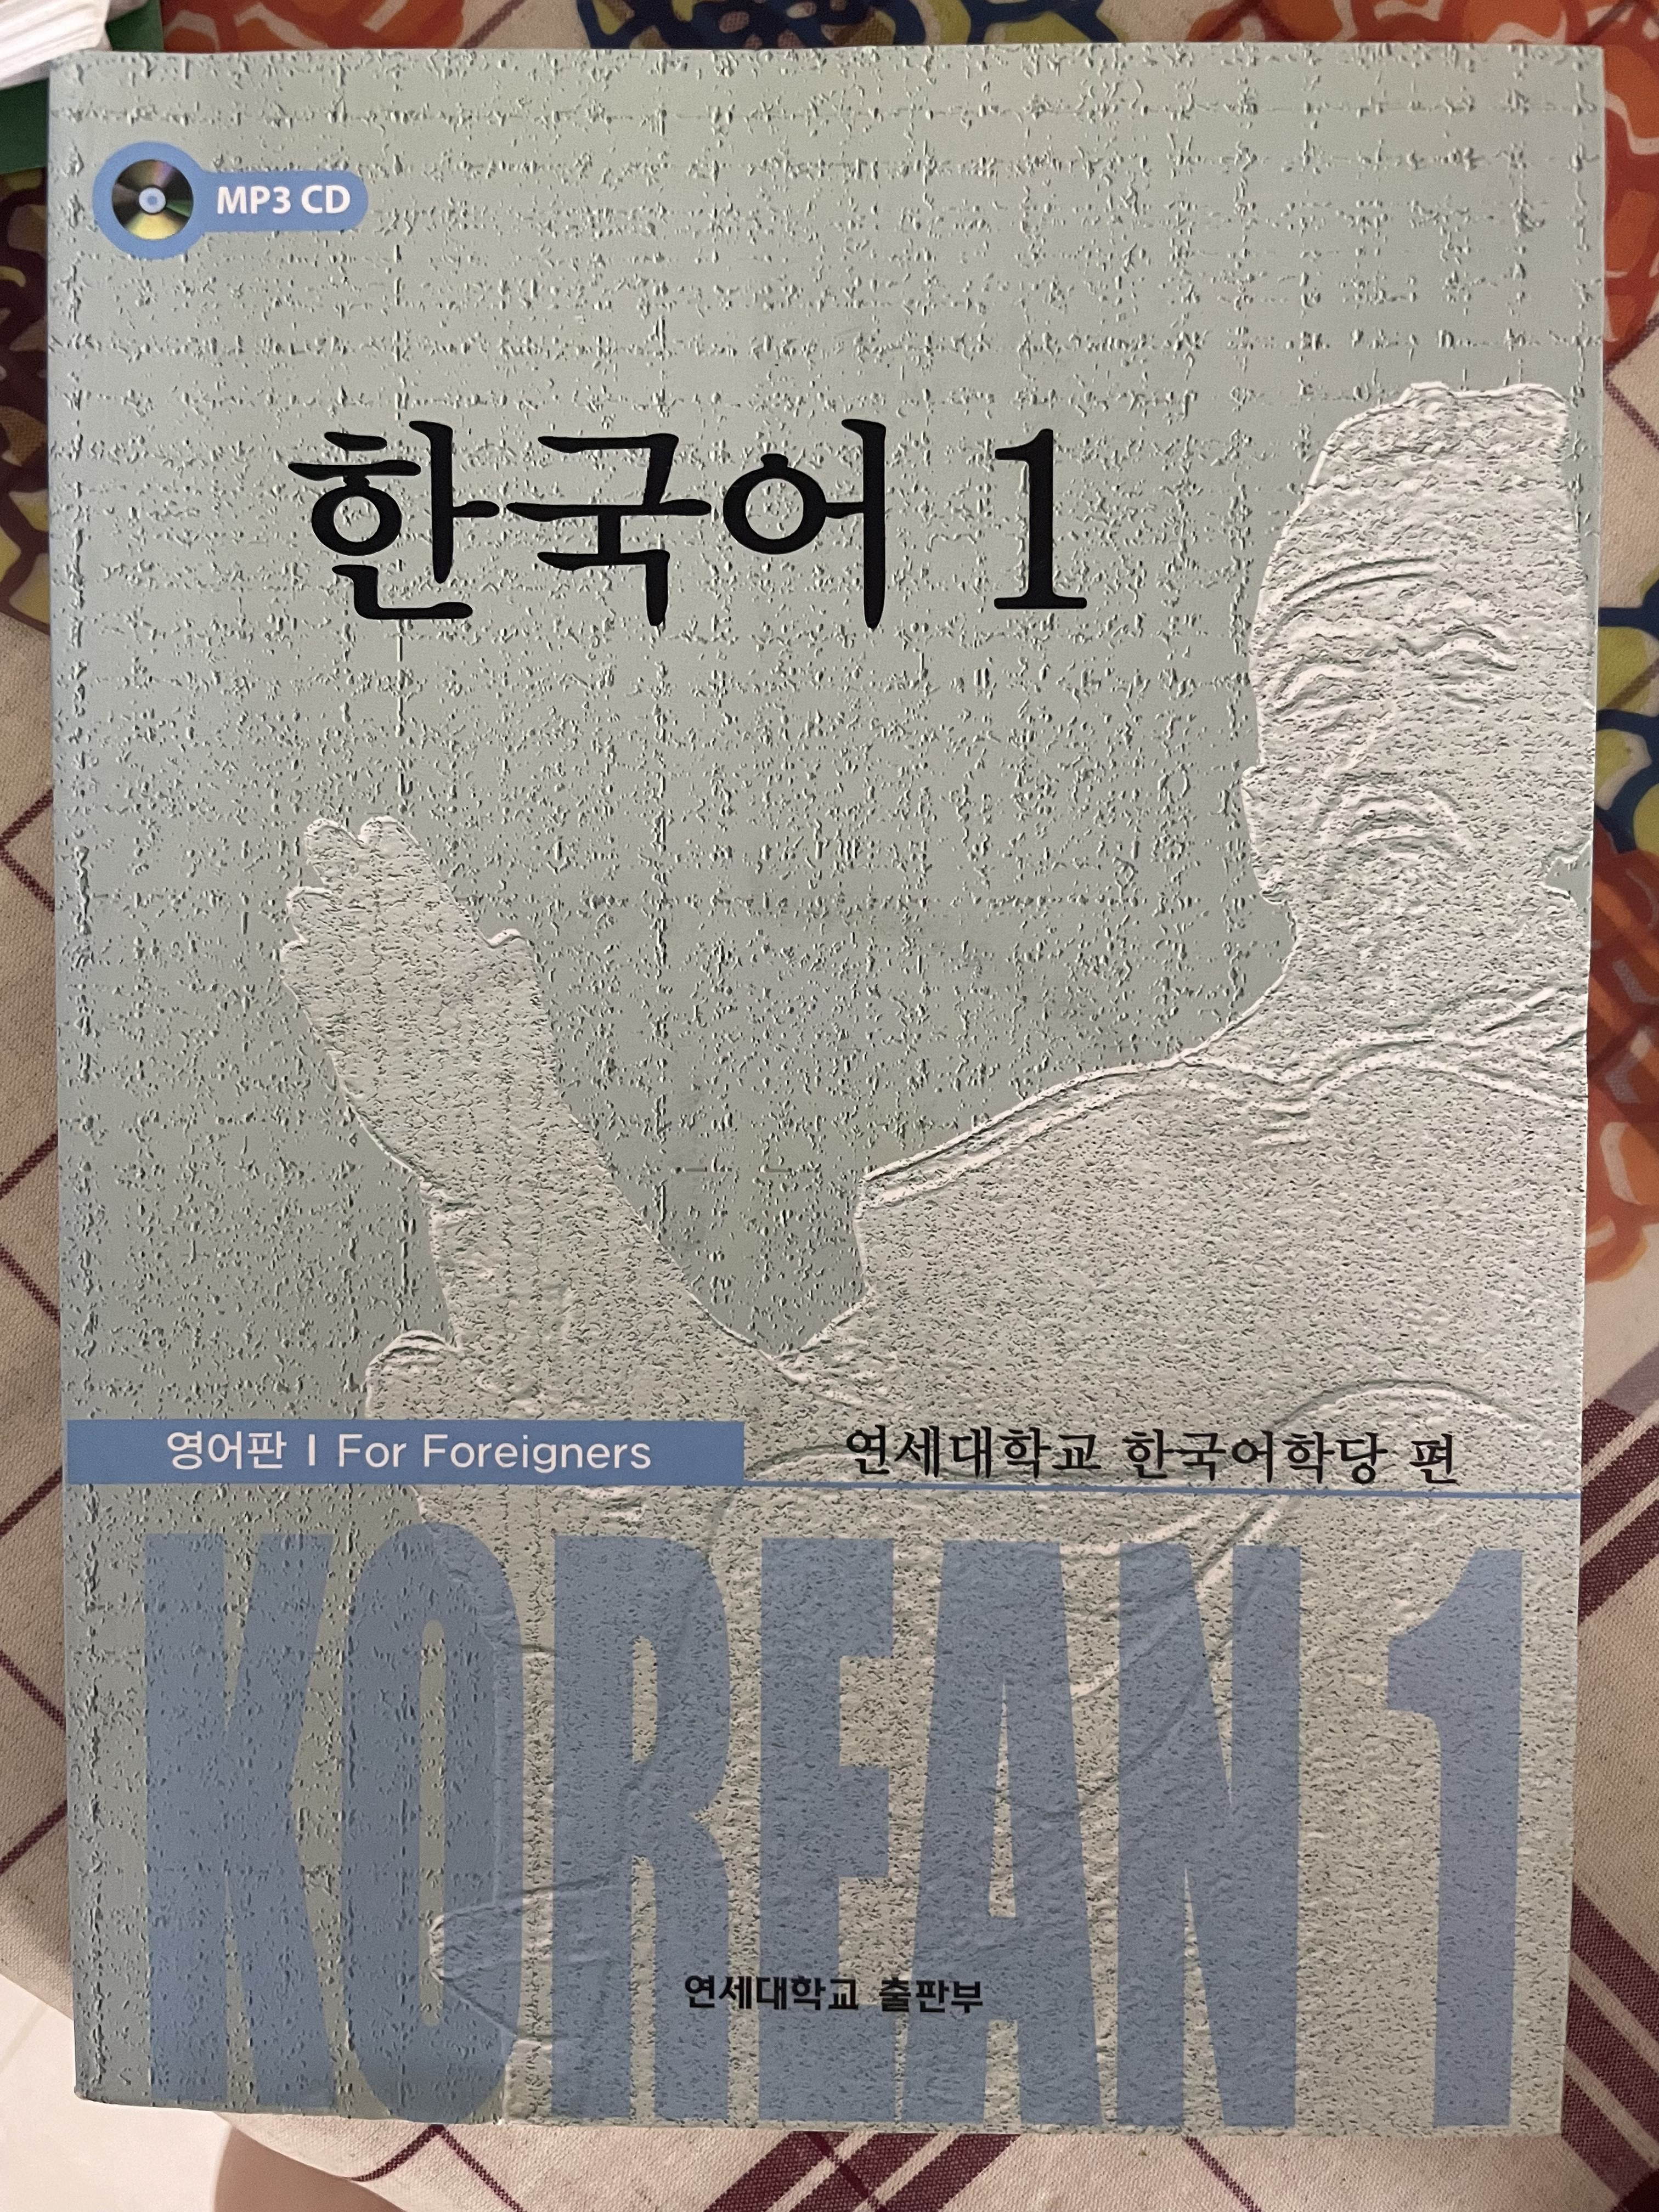 MP3 CD
한국어 1
영어판 I For Foreigners
연세대학교 한국어학당 편
KOREAN 1
연세대학교 출판부